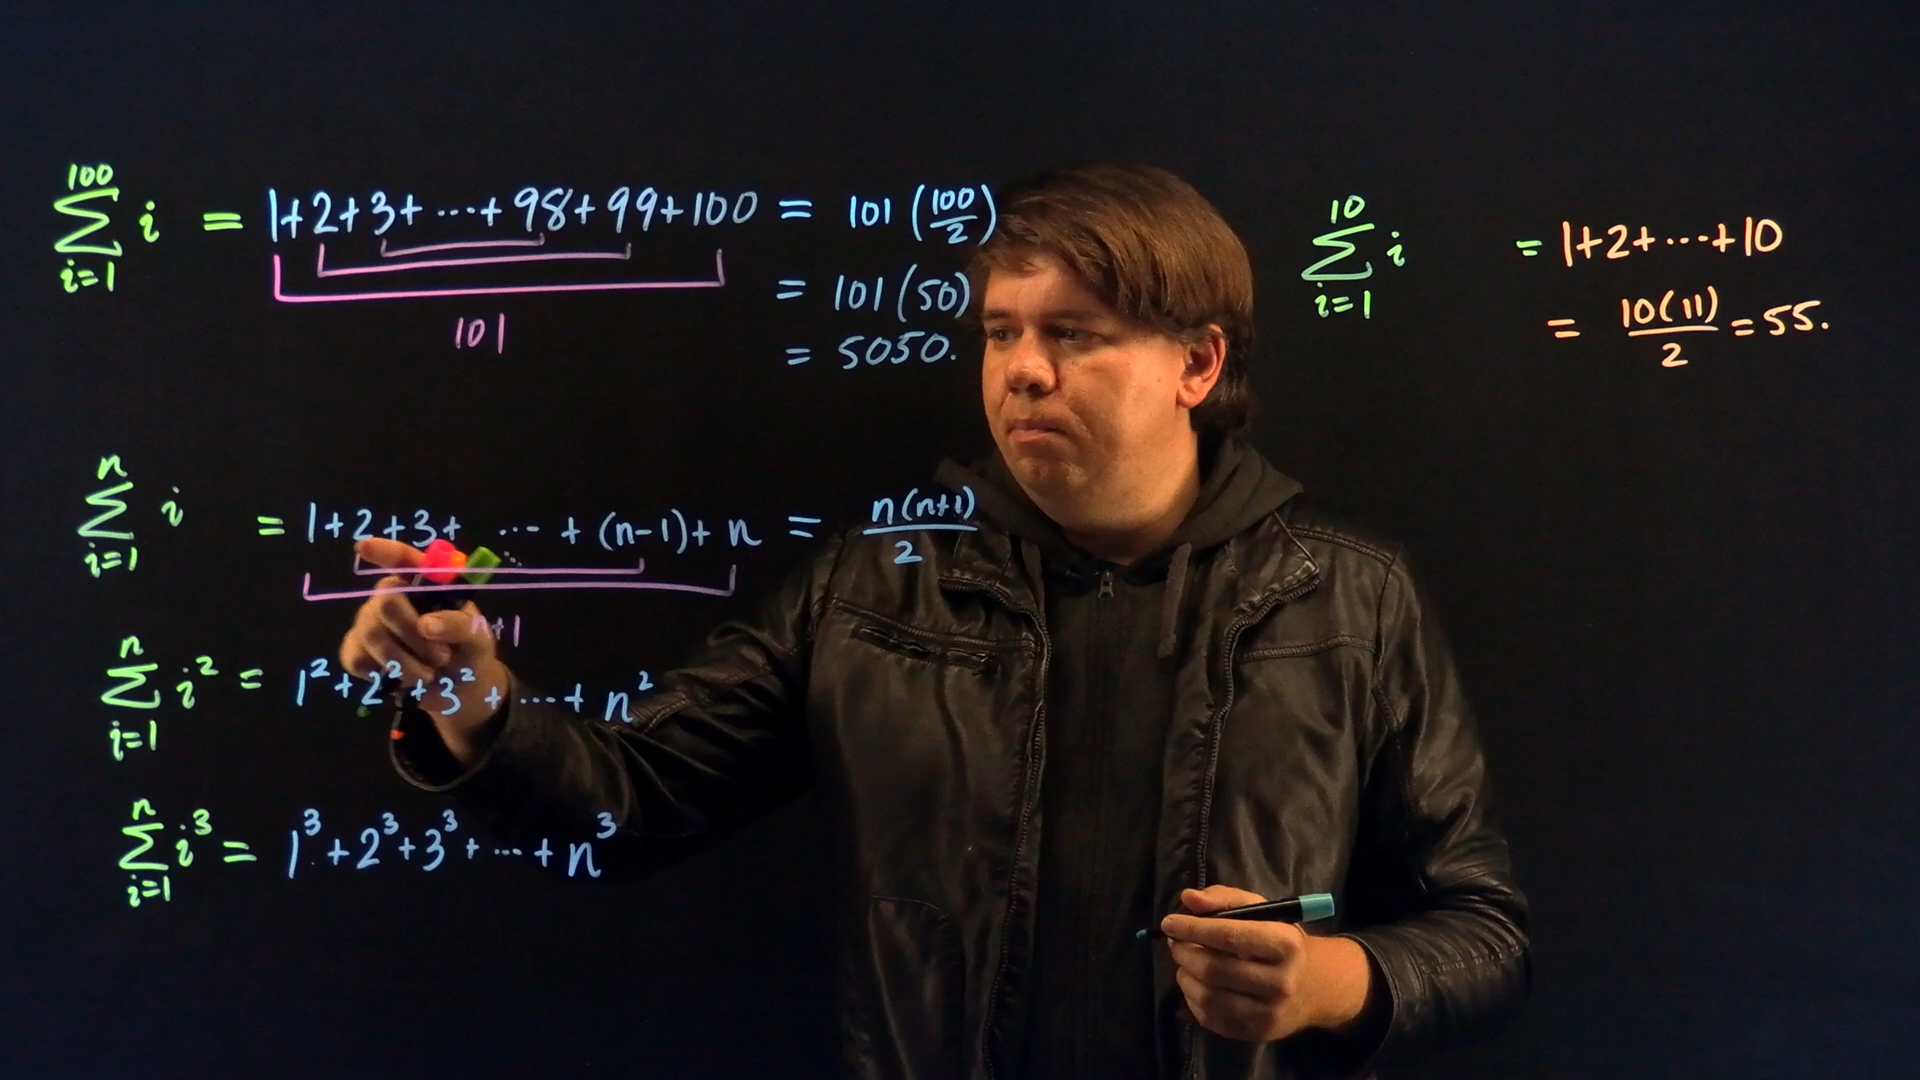 100
∑ i = 1+2+3+ ⋯+ 98+99+100 = 101 (100/2)
i=1
101
= 101 (50)
= 5050.
n
∑ i = 1+2+3+ ⋯ + (n-1)+ n = n(n+1)/2
i=1
n+1
n
∑ i² = 1²+2²+3²+⋯+ n²
i=1
n
∑ i³ = 1³+2³+3³+⋯+n³
i=1
10
∑ i = 1+2+⋯+10
i=1
= 10(11)/2 = 55.